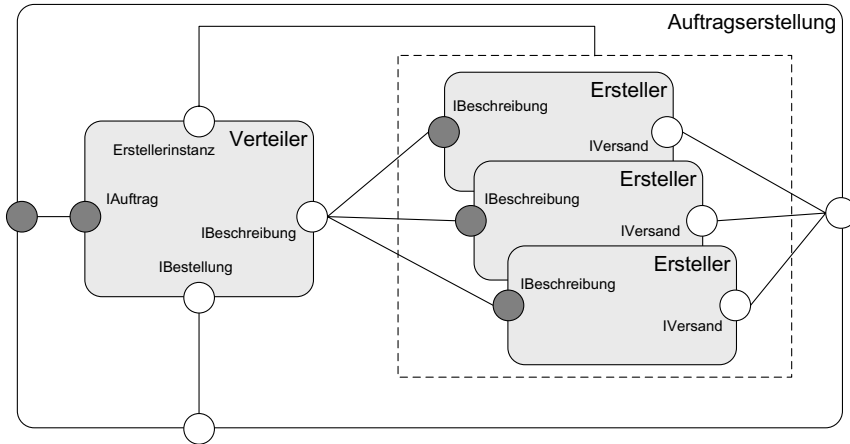 Auftragserstellung
Ersteller
IBeschreibung
IVersand
Verteiler
Erstellerinstanz
IAuftrag
IBeschreibung
IBestellung
Ersteller
IBeschreibung
IVersand
Ersteller
IBeschreibung
IVersand